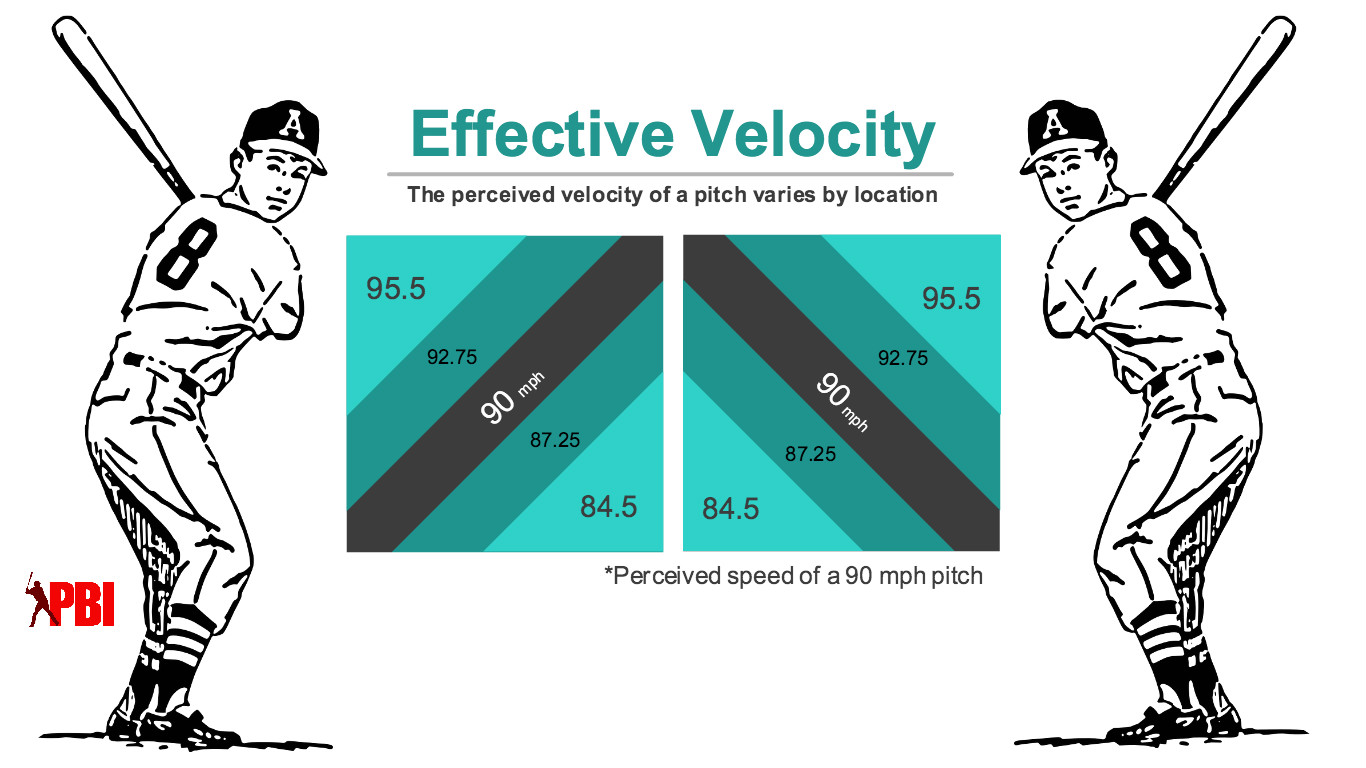 A
A
Effective Velocity
The perceived velocity of a pitch varies by location
8
8
95.5
92.75
90 mph
87.25
84.5
95.5
92.75
90 mph
87.25
84.5
*Perceived speed of a 90 mph pitch
PBI